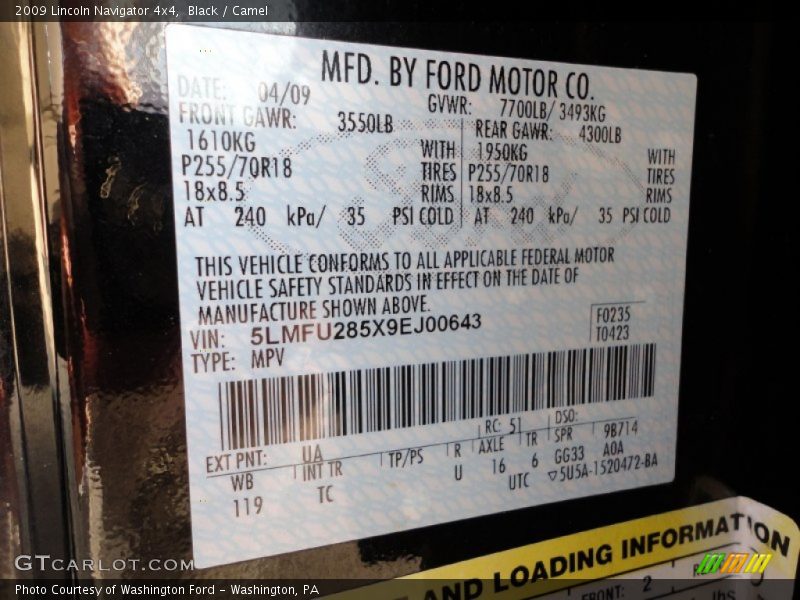 2009 Lincoln Navigator 4x4, Black / Camel
MFD. BY FORD MOTOR CO.
DATE: 04/09 GVWR: 7700LB/ 3493KG
FRONT GAWR: 3550LB REAR GAWR: 4300LB
1610KG WITH 1950KG WITH
P255/70R18 TIRES P255/70R18 TIRES
18x8.5 RIMS 18x8.5 RIMS
AT 240 kPa/ 35 PSI COLD AT 240 kPa/ 35 PSI COLD
THIS VEHICLE CONFORMS TO ALL APPLICABLE FEDERAL MOTOR
VEHICLE SAFETY STANDARDS IN EFFECT ON THE DATE OF
MANUFACTURE SHOWN ABOVE.
VIN: 5LMFU285X9EJ00643 F0235
TYPE: MPV T0423
EXT PNT: UA RC: 51 DSO:
WB INT TR TP/PS R AXLE TR SPR 9B714
119 TC U 16 6 GG33 A0A
UTC ▽5U5A-1520472-BA
AND LOADING INFORMATION
FRONT: 2
lbs
GTCARLOT.COM
Photo Courtesy of Washington Ford - Washington, PA